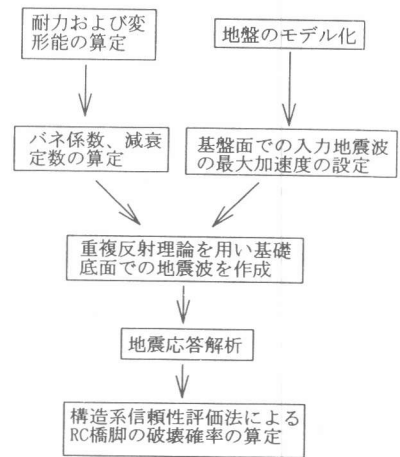 耐力および変
形能の算定
地盤のモデル化
バネ係数、減衰
定数の算定
基盤面での入力地震波
の最大加速度の設定
重複反射理論を用い基礎
底面での地震波を作成
地震応答解析
構造系信頼性評価法による
RC橋脚の破壊確率の算定